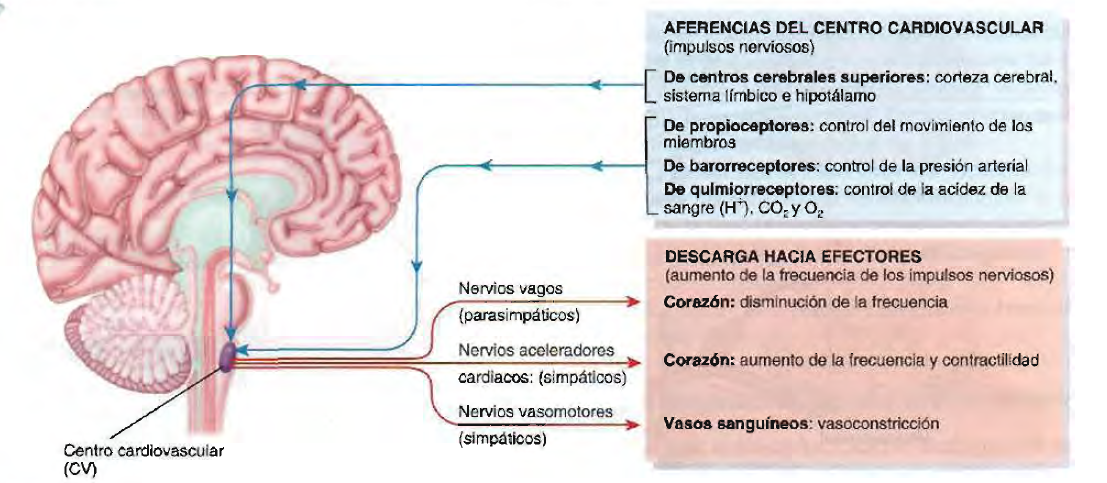 AFERENCIAS DEL CENTRO CARDIOVASCULAR
(impulsos nerviosos)
De centros cerebrales superiores: corteza cerebral,
sistema límbico e hipotálamo
De propioceptores: control del movimiento de los
miembros
De barorreceptores: control de la presión arterial
De quimiorreceptores: control de la acidez de la
sangre (H⁺), CO₂ y O₂
DESCARGA HACIA EFECTORES
(aumento de la frecuencia de los impulsos nerviosos)
Nervios vagos
(parasimpáticos)
Corazón: disminución de la frecuencia
Nervios aceleradores
cardiacos: (simpáticos)
Corazón: aumento de la frecuencia y contractilidad
Nervios vasomotores
(simpáticos)
Vasos sanguíneos: vasoconstricción
Centro cardiovascular
(CV)